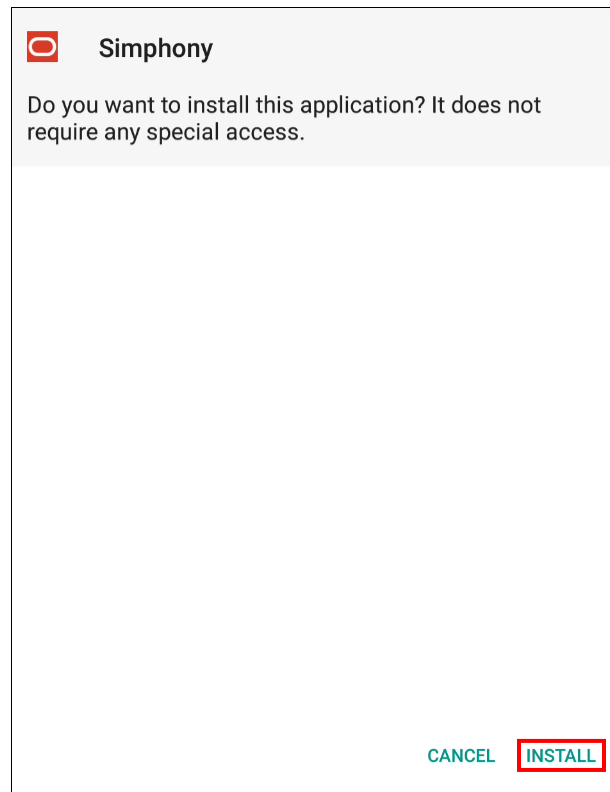 Simphony
Do you want to install this application? It does not
require any special access.
CANCEL INSTALL